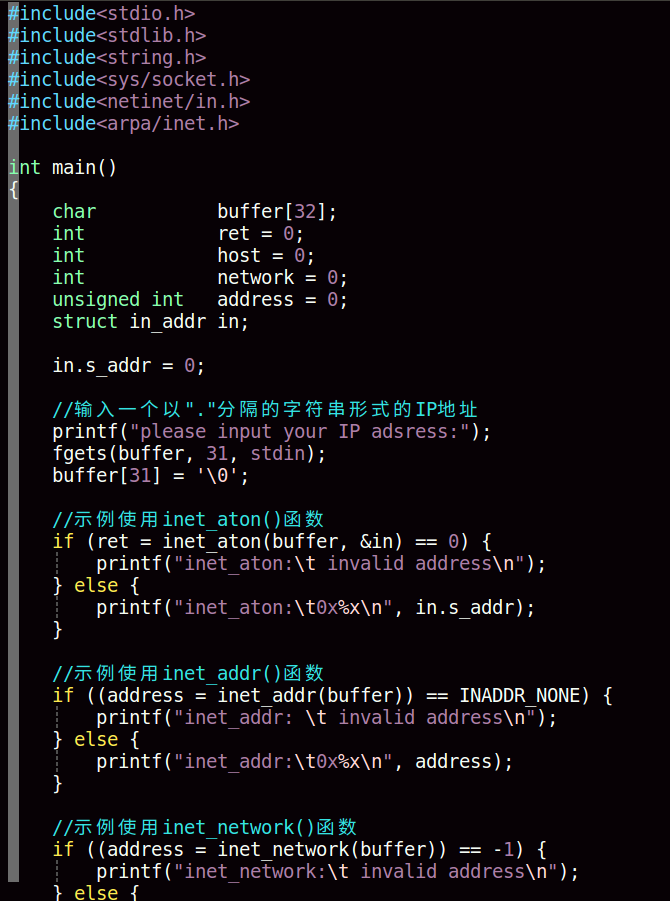 #include<stdio.h>
#include<stdlib.h>
#include<string.h>
#include<sys/socket.h>
#include<netinet/in.h>
#include<arpa/inet.h>
int main()
{
    char           buffer[32];
    int            ret = 0;
    int            host = 0;
    int            network = 0;
    unsigned int   address = 0;
    struct in_addr in;
    in.s_addr = 0;
    //输入一个以"."分隔的字符串形式的IP地址
    printf("please input your IP adsress:");
    fgets(buffer, 31, stdin);
    buffer[31] = '\0';
    //示例使用inet_aton()函数
    if (ret = inet_aton(buffer, &in) == 0) {
        printf("inet_aton:\t invalid address\n");
    } else {
        printf("inet_aton:\t0x%x\n", in.s_addr);
    }
    //示例使用inet_addr()函数
    if ((address = inet_addr(buffer)) == INADDR_NONE) {
        printf("inet_addr: \t invalid address\n");
    } else {
        printf("inet_addr:\t0x%x\n", address);
    }
    //示例使用inet_network()函数
    if ((address = inet_network(buffer)) == -1) {
        printf("inet_network:\t invalid address\n");
    } else {